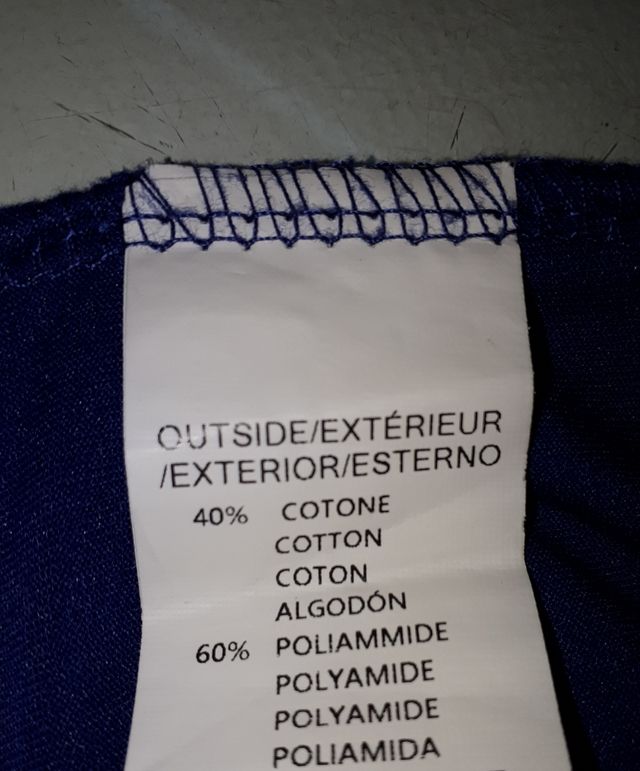 OUTSIDE/EXTÉRIEUR
/EXTERIOR/ESTERNO
40% COTONE
COTTON
COTON
ALGODÓN
60% POLIAMMIDE
POLYAMIDE
POLYAMIDE
POLIAMIDA